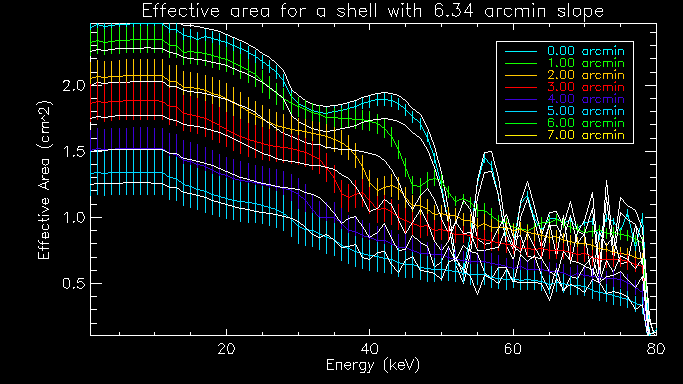 Effective area for a shell with 6.34 arcmin slope
0.00 arcmin
1.00 arcmin
2.00 arcmin
3.00 arcmin
4.00 arcmin
5.00 arcmin
6.00 arcmin
7.00 arcmin
2.0
1.5
1.0
0.5
Effective Area (cm^2)
20 40 60 80
Energy (keV)